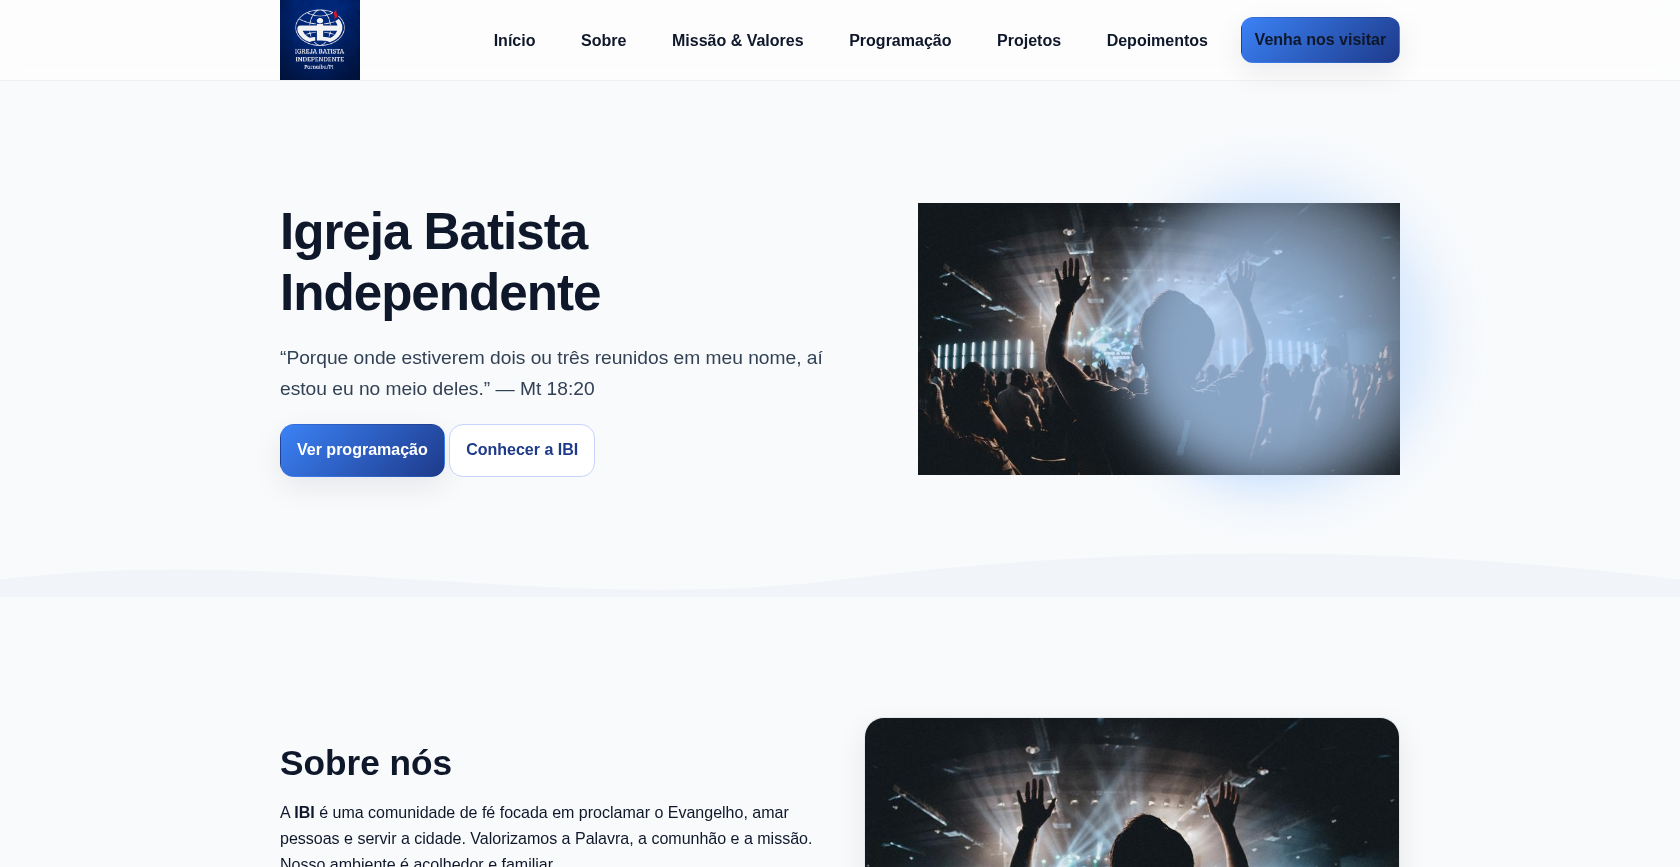 IGREJA BATISTA
INDEPENDENTE
Parnaíba/PI
Início
Sobre
Missão & Valores
Programação
Projetos
Depoimentos
Venha nos visitar
Igreja Batista
Independente
“Porque onde estiverem dois ou três reunidos em meu nome, aí
estou eu no meio deles.” — Mt 18:20
Ver programação
Conhecer a IBI
Sobre nós
A IBI é uma comunidade de fé focada em proclamar o Evangelho, amar
pessoas e servir a cidade. Valorizamos a Palavra, a comunhão e a missão.
Nosso ambiente é acolhedor e familiar